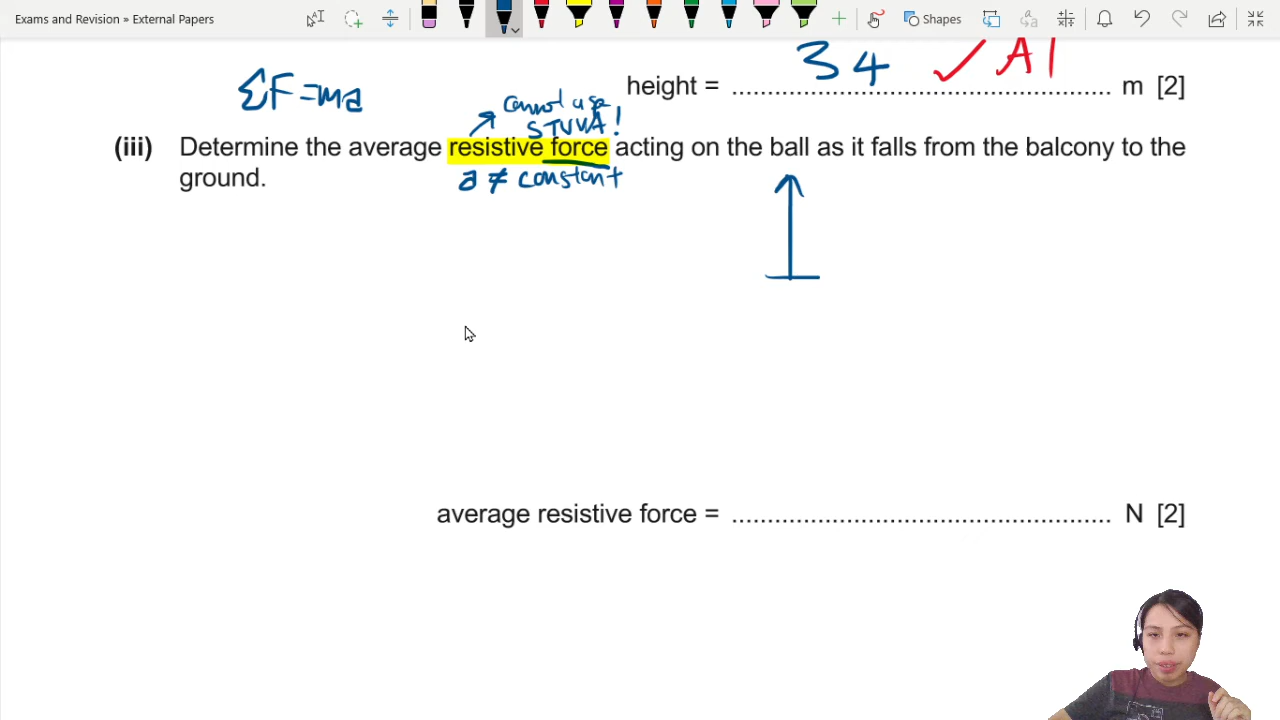 Exams and Revision » External Papers
Shapes
34 ✓ A1
ΣF = ma
height = .................................................... m [2]
cannot use
STUVA!
(iii) Determine the average resistive force acting on the ball as it falls from the balcony to the
ground.
a ≠ constant
average resistive force = .................................................... N [2]